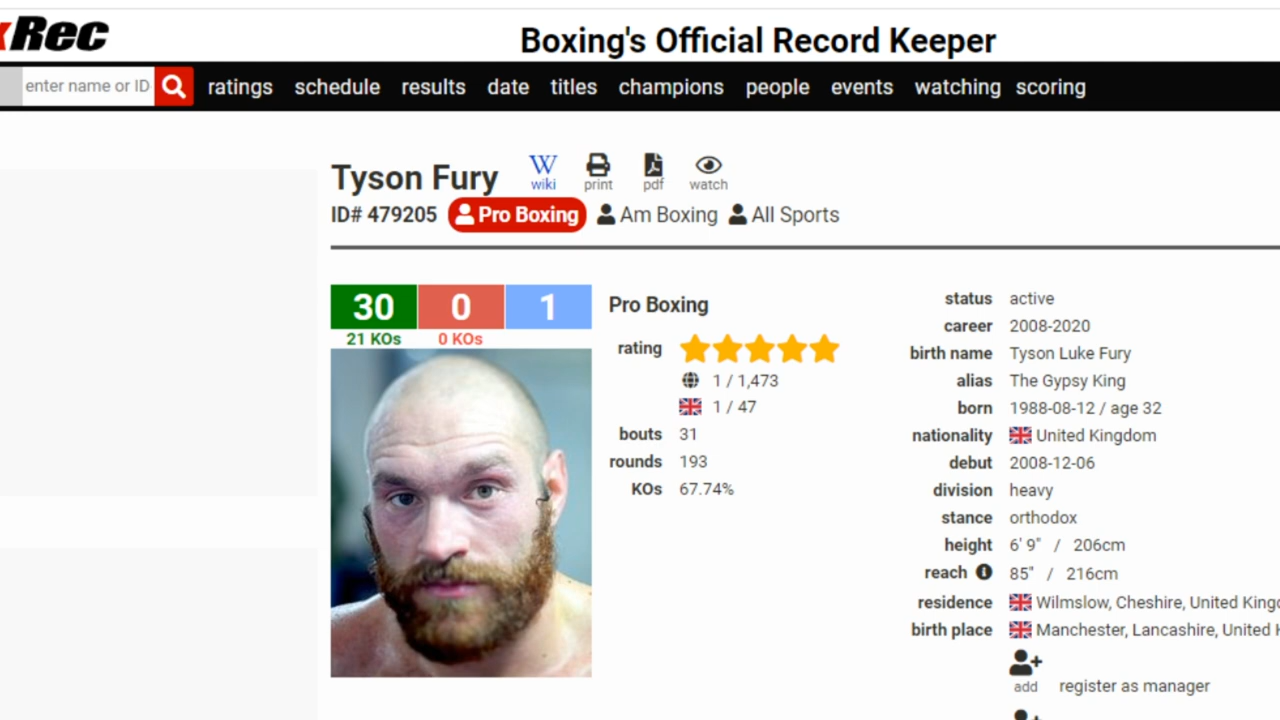 xRec
Boxing's Official Record Keeper
enter name or ID
ratings schedule results date titles champions people events watching scoring
Tyson Fury
W
wiki print pdf watch
ID# 479205 Pro Boxing Am Boxing All Sports
30 0 1
21 KOs 0 KOs
Pro Boxing
rating
1 / 1,473
1 / 47
bouts 31
rounds 193
KOs 67.74%
status active
career 2008-2020
birth name Tyson Luke Fury
alias The Gypsy King
born 1988-08-12 / age 32
nationality United Kingdom
debut 2008-12-06
division heavy
stance orthodox
height 6' 9" / 206cm
reach 85" / 216cm
residence Wilmslow, Cheshire, United Kingd
birth place Manchester, Lancashire, United K
add register as manager